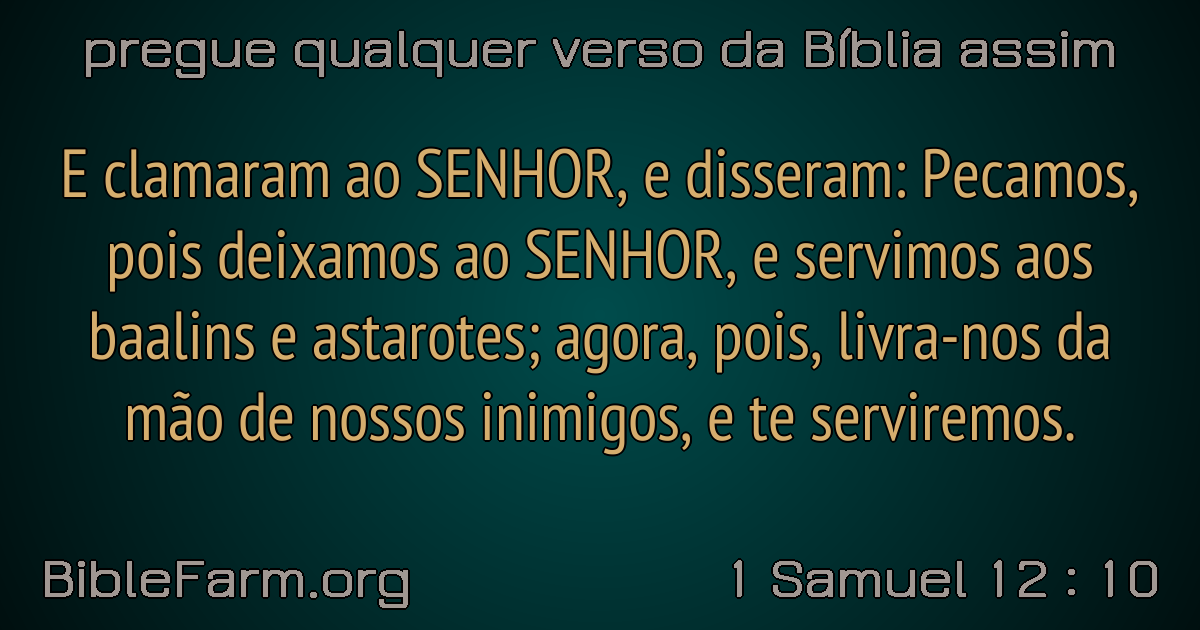 pregue qualquer verso da Bíblia assim
E clamaram ao SENHOR, e disseram: Pecamos,
pois deixamos ao SENHOR, e servimos aos
baalins e astarotes; agora, pois, livra-nos da
mão de nossos inimigos, e te serviremos.
BibleFarm.org
1 Samuel 12 : 10